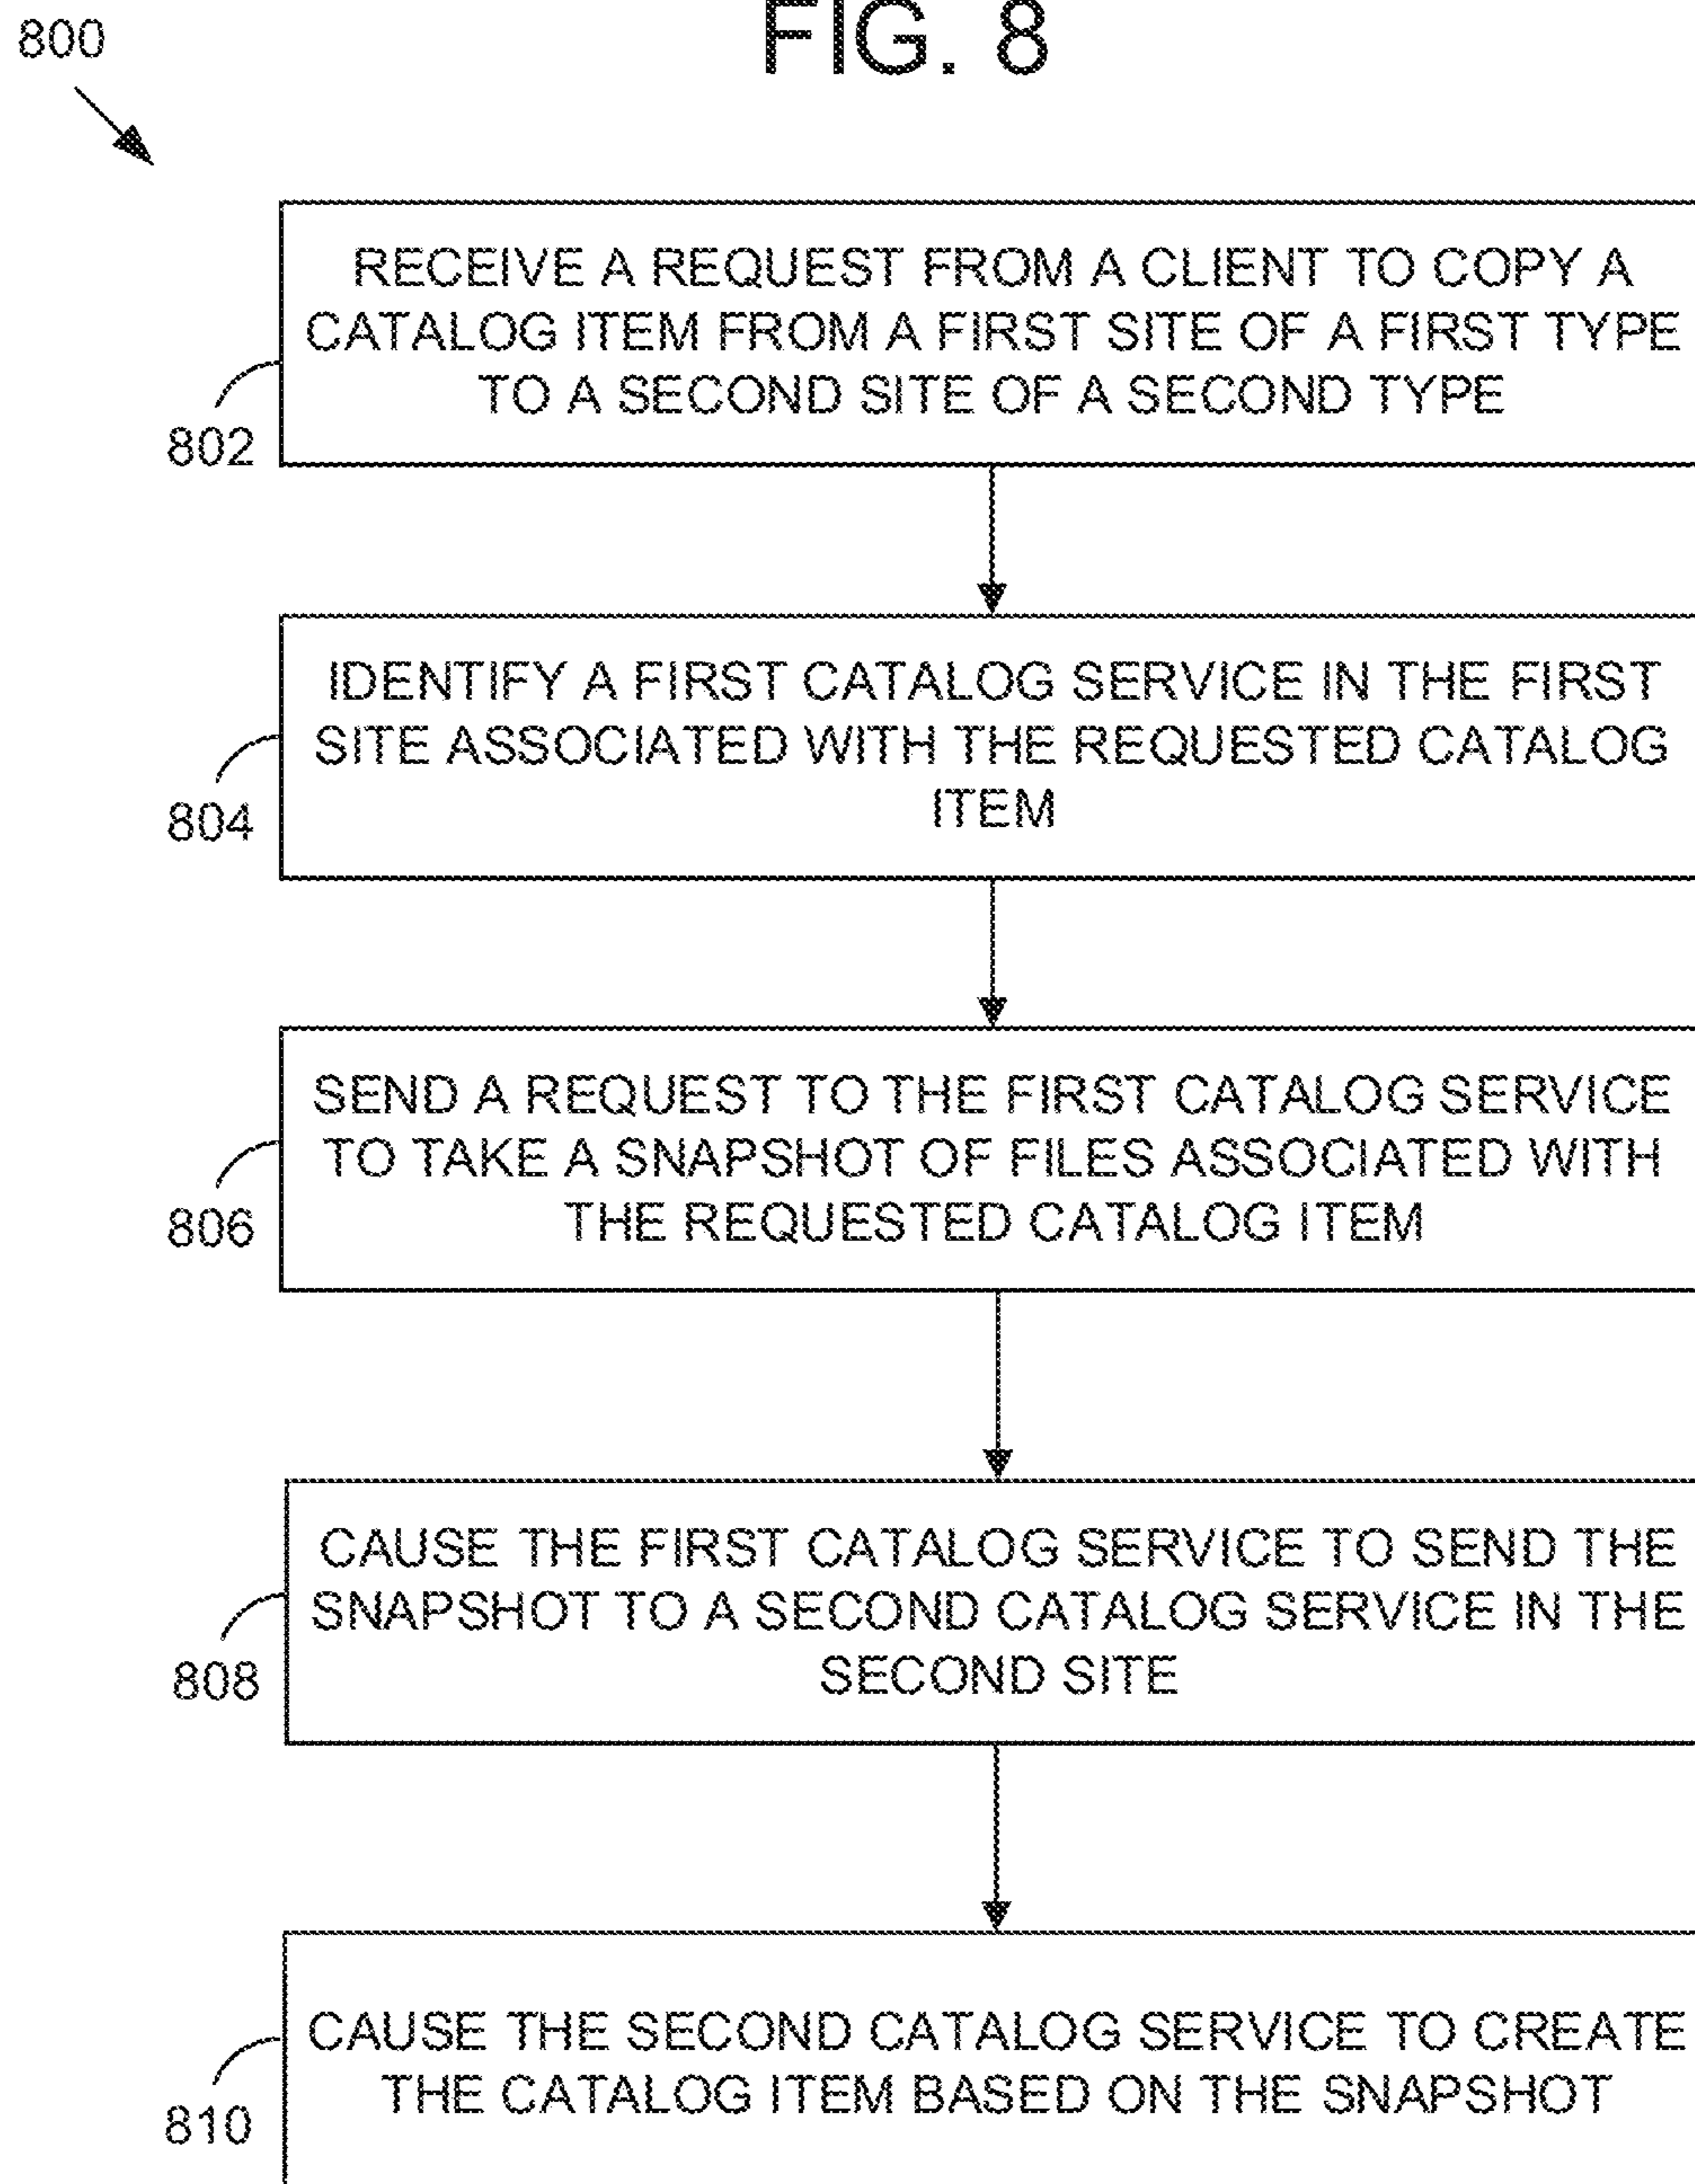 FIG. 8
800
RECEIVE A REQUEST FROM A CLIENT TO COPY A
CATALOG ITEM FROM A FIRST SITE OF A FIRST TYPE
TO A SECOND SITE OF A SECOND TYPE
802
IDENTIFY A FIRST CATALOG SERVICE IN THE FIRST
SITE ASSOCIATED WITH THE REQUESTED CATALOG
ITEM
804
SEND A REQUEST TO THE FIRST CATALOG SERVICE
TO TAKE A SNAPSHOT OF FILES ASSOCIATED WITH
THE REQUESTED CATALOG ITEM
806
CAUSE THE FIRST CATALOG SERVICE TO SEND THE
SNAPSHOT TO A SECOND CATALOG SERVICE IN THE
SECOND SITE
808
CAUSE THE SECOND CATALOG SERVICE TO CREATE
THE CATALOG ITEM BASED ON THE SNAPSHOT
810